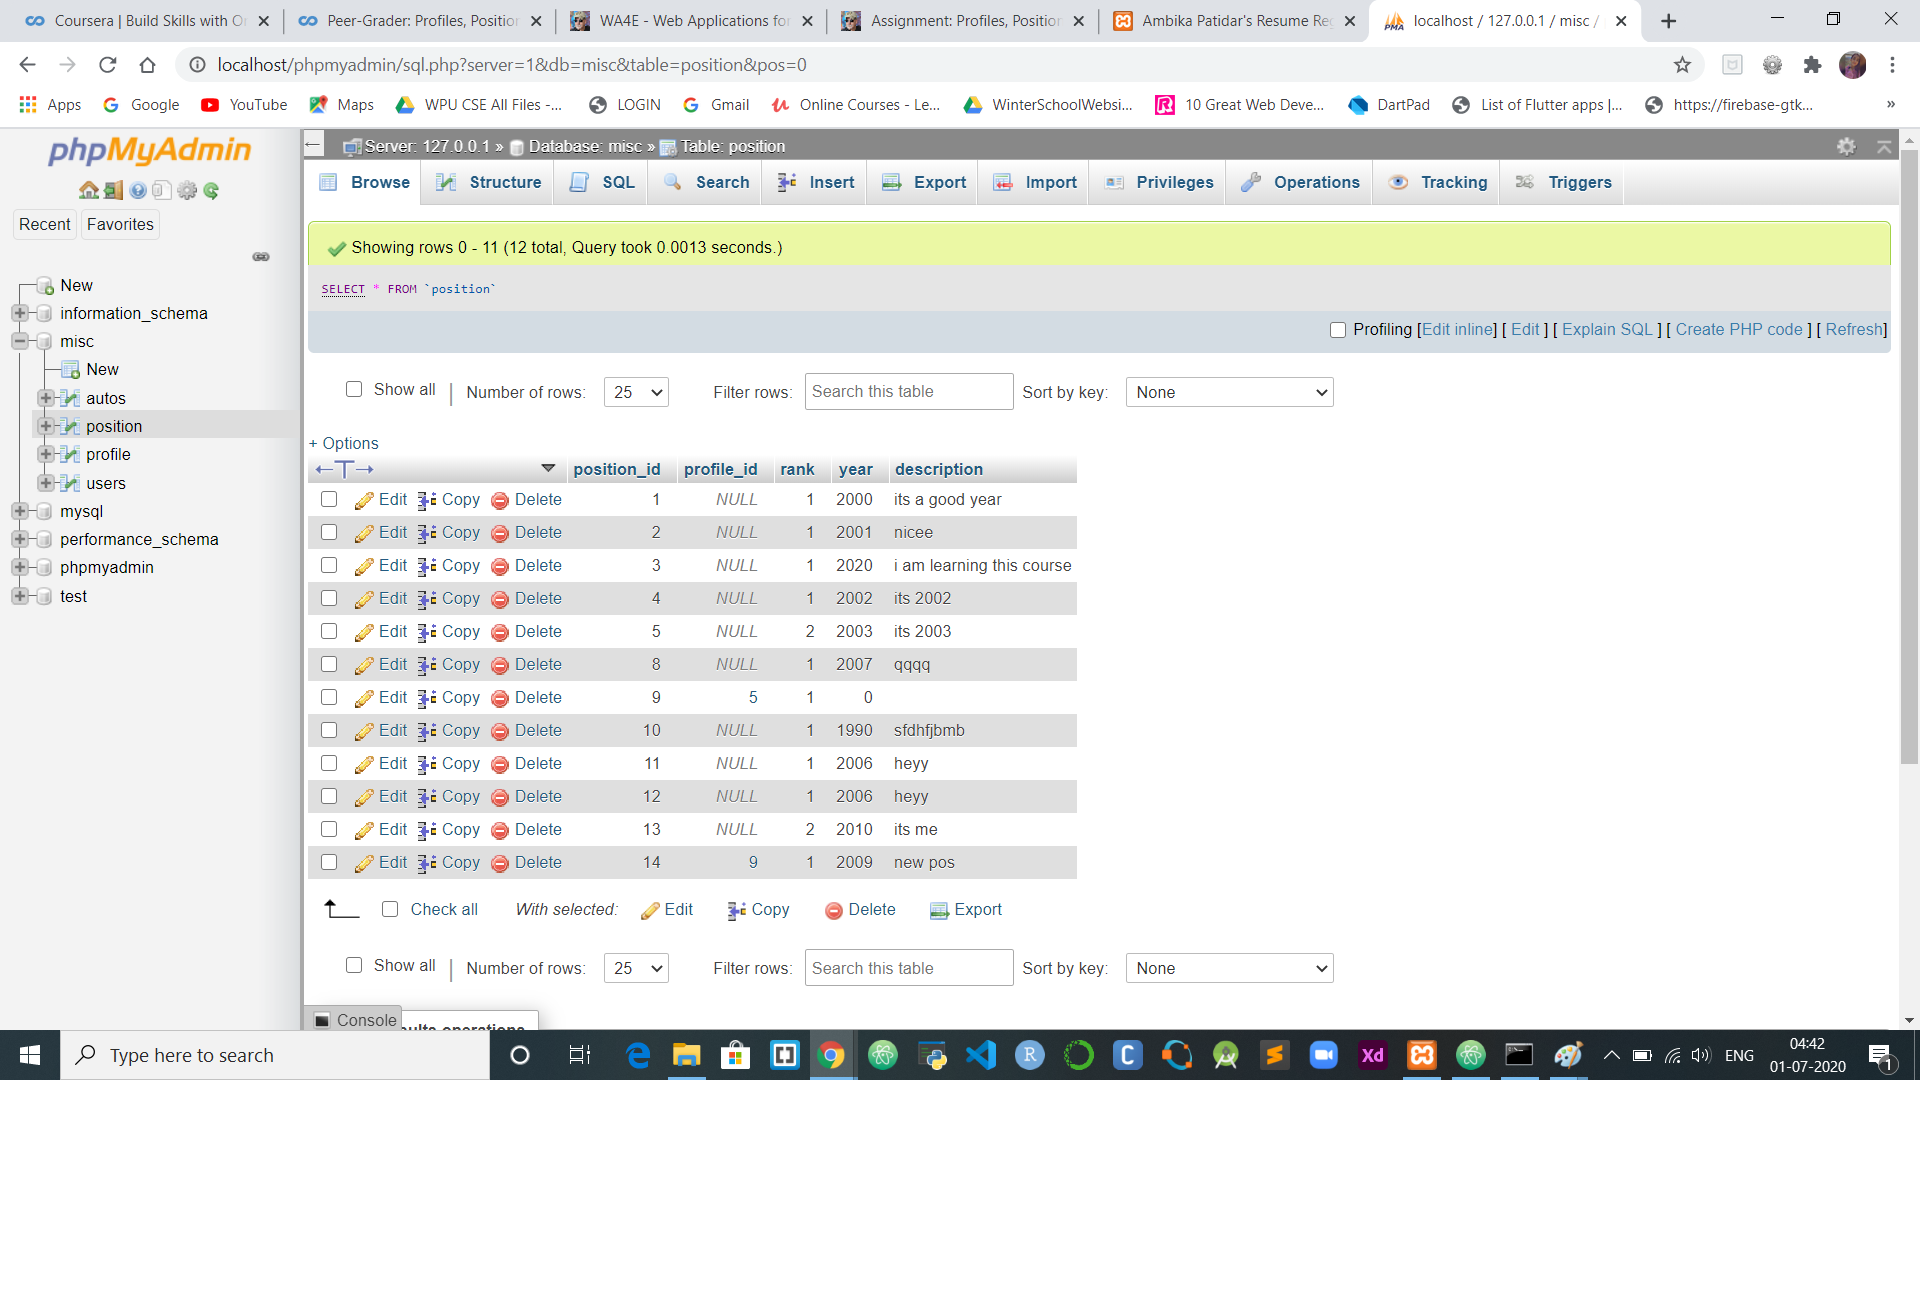 Coursera | Build Skills with O
Peer-Grader: Profiles, Position
WA4E - Web Applications for
Assignment: Profiles, Position
Ambika Patidar's Resume Reg
localhost / 127.0.0.1 / misc /
localhost/phpmyadmin/sql.php?server=1&db=misc&table=position&pos=0
Apps Google YouTube Maps WPU CSE All Files -... LOGIN Gmail Online Courses - Le... WinterSchoolWebsi... 10 Great Web Deve... DartPad List of Flutter apps |... https://firebase-gtk... »
phpMyAdmin
Recent Favorites
New
information_schema
misc
New
autos
position
profile
users
mysql
performance_schema
phpmyadmin
test
Server: 127.0.0.1 » Database: misc » Table: position
Browse Structure SQL Search Insert Export Import Privileges Operations Tracking Triggers
Showing rows 0 - 11 (12 total, Query took 0.0013 seconds.)
SELECT * FROM `position`
Profiling [Edit inline] [ Edit ] [ Explain SQL ] [ Create PHP code ] [ Refresh]
Show all | Number of rows: 25 Filter rows: Search this table Sort by key: None
+ Options
←T→ position_id profile_id rank year description
Edit Copy Delete 1 NULL 1 2000 its a good year
Edit Copy Delete 2 NULL 1 2001 nicee
Edit Copy Delete 3 NULL 1 2020 i am learning this course
Edit Copy Delete 4 NULL 1 2002 its 2002
Edit Copy Delete 5 NULL 2 2003 its 2003
Edit Copy Delete 8 NULL 1 2007 qqqq
Edit Copy Delete 9 5 1 0
Edit Copy Delete 10 NULL 1 1990 sfdhfjbmb
Edit Copy Delete 11 NULL 1 2006 heyy
Edit Copy Delete 12 NULL 1 2006 heyy
Edit Copy Delete 13 NULL 2 2010 its me
Edit Copy Delete 14 9 1 2009 new pos
Check all With selected: Edit Copy Delete Export
Show all | Number of rows: 25 Filter rows: Search this table Sort by key: None
Console
Type here to search
ENG
04:42
01-07-2020
1